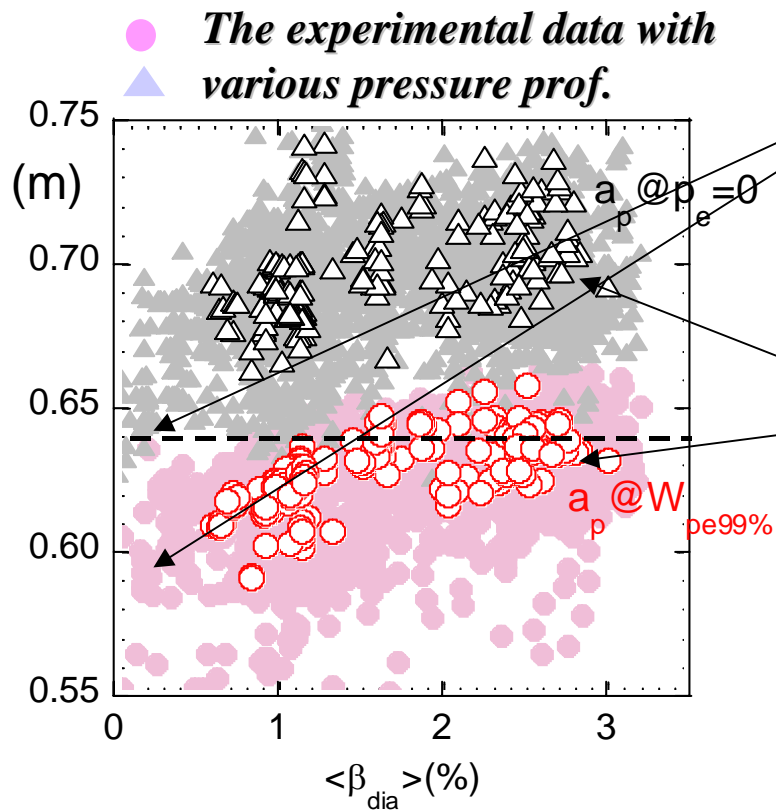 The experimental data with
various pressure prof.
0.75
(m)
a_p @p_e=0
0.70
0.65
a_p @W_pe99%
0.60
0.55
0 1 2 3
<β_dia>(%)